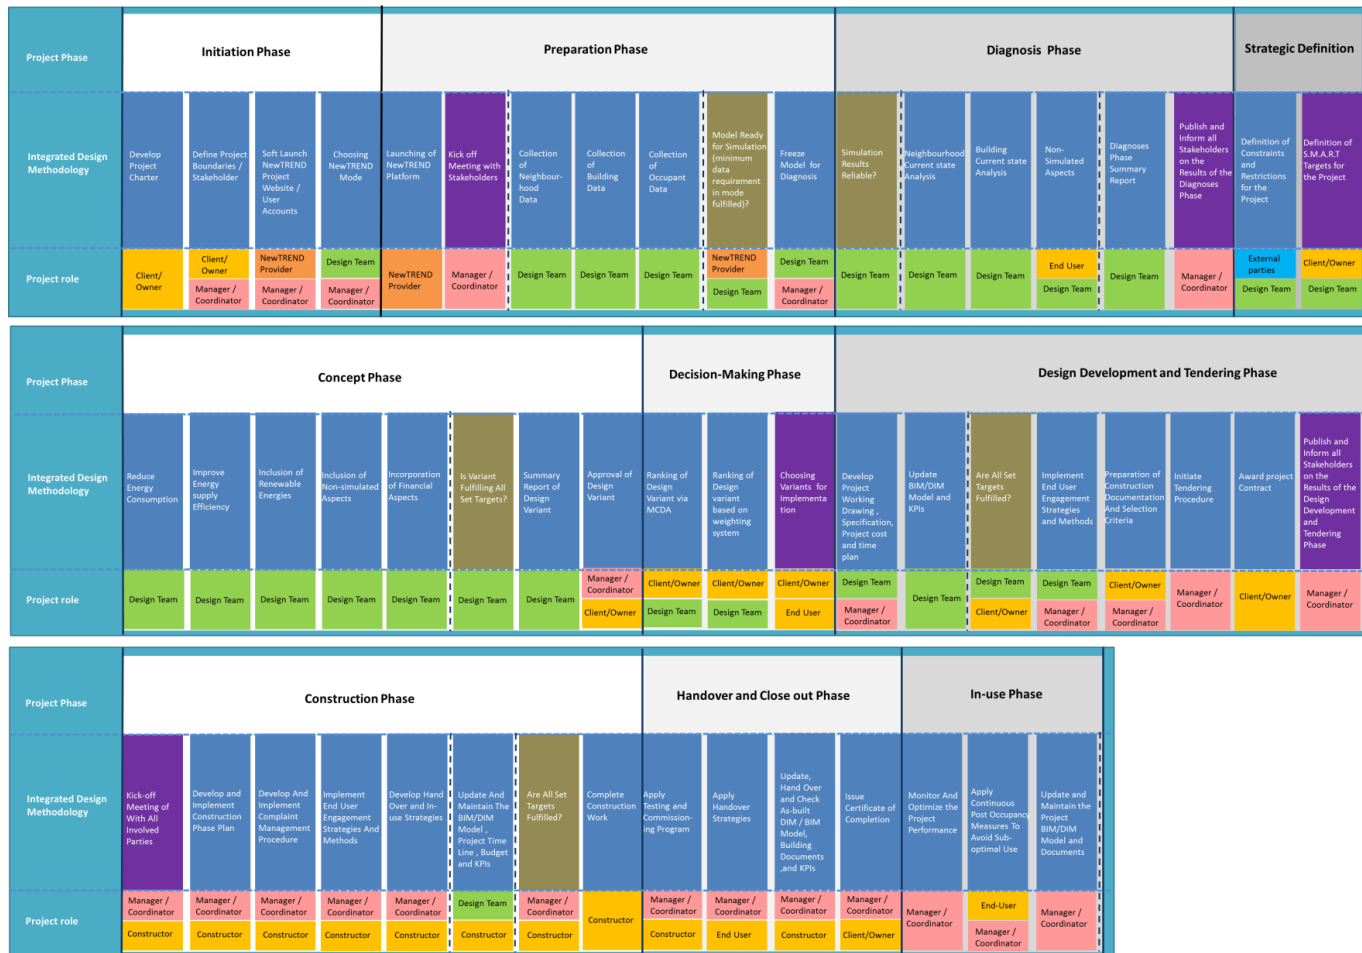 Project Phase
Initiation Phase
Preparation Phase
Diagnosis Phase
Strategic Definition
Integrated Design
Methodology
Develop
Project
Charter
Define Project
Boundaries /
Stakeholder
Soft Launch
NewTREND
Project
Website /
User
Accounts
Choosing
NewTREND
Mode
Launching of
NewTREND
Platform
Kick off
Meeting with
Stakeholders
Collection
of
Neighbour-
hood
Data
Collection
of
Building
Data
Collection
of
Occupant
Data
Model Ready
for Simulation
(minimum
data
requirement
in mode
fulfilled)?
Freeze
Model for
Diagnosis
Simulation
Results
Reliable?
Neighbourhood
Current state
Analysis
Building
Current state
Analysis
Non-
Simulated
Aspects
Diagnoses
Phase
Summary
Report
Publish and
Inform all
Stakeholders
on the
Results of the
Diagnoses
Phase
Definition of
Constraints
and
Restrictions
for the
Project
Definition of
S.M.A.R.T
Targets for
the Project
Project role
Client/
Owner
Client/
Owner
Manager /
Coordinator
NewTREND
Provider
Manager /
Coordinator
Design Team
Manager /
Coordinator
NewTREND
Provider
Manager /
Coordinator
Design Team
Design Team
Design Team
NewTREND
Provider
Design Team
Design Team
Manager /
Coordinator
Design Team
Design Team
Design Team
End User
Design Team
Design Team
Manager /
Coordinator
External
parties
Design Team
Client/Owner
Design Team
Project Phase
Concept Phase
Decision-Making Phase
Design Development and Tendering Phase
Integrated Design
Methodology
Reduce
Energy
Consumption
Improve
Energy
supply
Efficiency
Inclusion of
Renewable
Energies
Inclusion of
Non-simulated
Aspects
Incorporation
of Financial
Aspects
Is Variant
Fulfilling All
Set Targets?
Summary
Report of
Design
Variant
Approval of
Design
Variant
Ranking of
Design
Variant via
MCDA
Ranking of
Design
variant
based on
weighting
system
Choosing
Variants for
Implementa
tion
Develop
Project
Working
Drawing ,
Specification,
Project cost
and time
plan
Update
BIM/DIM
Model and
KPIs
Are All Set
Targets
Fulfilled?
Implement
End User
Engagement
Strategies
and Methods
Preparation of
Construction
Documentation
And Selection
Criteria
Initiate
Tendering
Procedure
Award project
Contract
Publish and
Inform all
Stakeholders
on the
Results of the
Design
Development
and
Tendering
Phase
Project role
Design Team
Design Team
Design Team
Design Team
Design Team
Design Team
Design Team
Manager /
Coordinator
Client/Owner
Client/Owner
Design Team
Client/Owner
Design Team
Client/Owner
End User
Design Team
Manager /
Coordinator
Design Team
Design Team
Client/Owner
Design Team
Manager /
Coordinator
Client/Owner
Manager /
Coordinator
Manager /
Coordinator
Client/Owner
Manager /
Coordinator
Project Phase
Construction Phase
Handover and Close out Phase
In-use Phase
Integrated Design
Methodology
Kick-off
Meeting of
With All
Involved
Parties
Develop and
Implement
Construction
Phase Plan
Develop And
Implement
Complaint
Management
Procedure
Implement
End User
Engagement
Strategies And
Methods
Develop Hand
Over and In-
use Strategies
Update And
Maintain The
BIM/DIM
Model ,
Project Time
Line , Budget
and KPIs
Are All Set
Targets
Fulfilled?
Complete
Construction
Work
Apply
Testing and
Commission-
ing Program
Apply
Handover
Strategies
Update,
Hand Over
and Check
As-built
DIM / BIM
Model,
Building
Documents
,and KPIs
Issue
Certificate of
Completion
Monitor And
Optimize the
Project
Performance
Apply
Continuous
Post Occupancy
Measures To
Avoid Sub-
optimal Use
Update and
Maintain the
Project
BIM/DIM
Model and
Documents
Project role
Manager /
Coordinator
Constructor
Manager /
Coordinator
Constructor
Manager /
Coordinator
Constructor
Manager /
Coordinator
Constructor
Manager /
Coordinator
Constructor
Design Team
Constructor
Manager /
Coordinator
Constructor
Constructor
Manager /
Coordinator
Constructor
Manager /
Coordinator
End User
Manager /
Coordinator
Constructor
Manager /
Coordinator
Client/Owner
Manager /
Coordinator
End-User
Manager /
Coordinator
Manager /
Coordinator